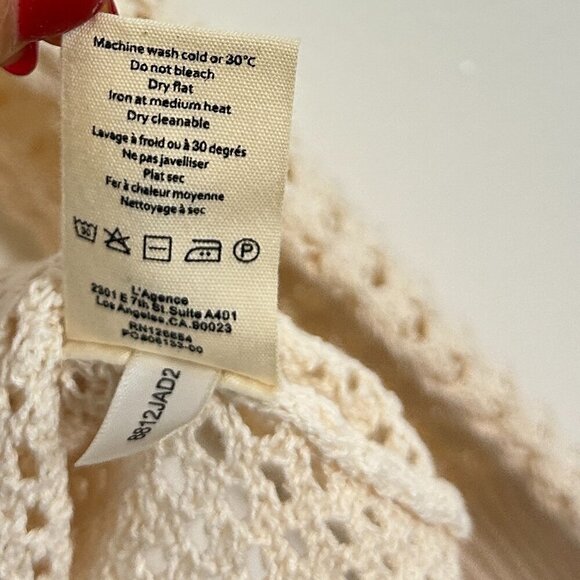 Machine wash cold or 30°C
Do not bleach
Dry flat
Iron at medium heat
Dry cleanable
Lavage à froid ou à 30 degrés
Ne pas javelliser
Plat sec
Fer à chaleur moyenne
Nettoyage à sec
30
P
L'Agence
2301 E 7th St. Suite A401
Los Angeles, CA. 90023
RN126884
8812JAD2